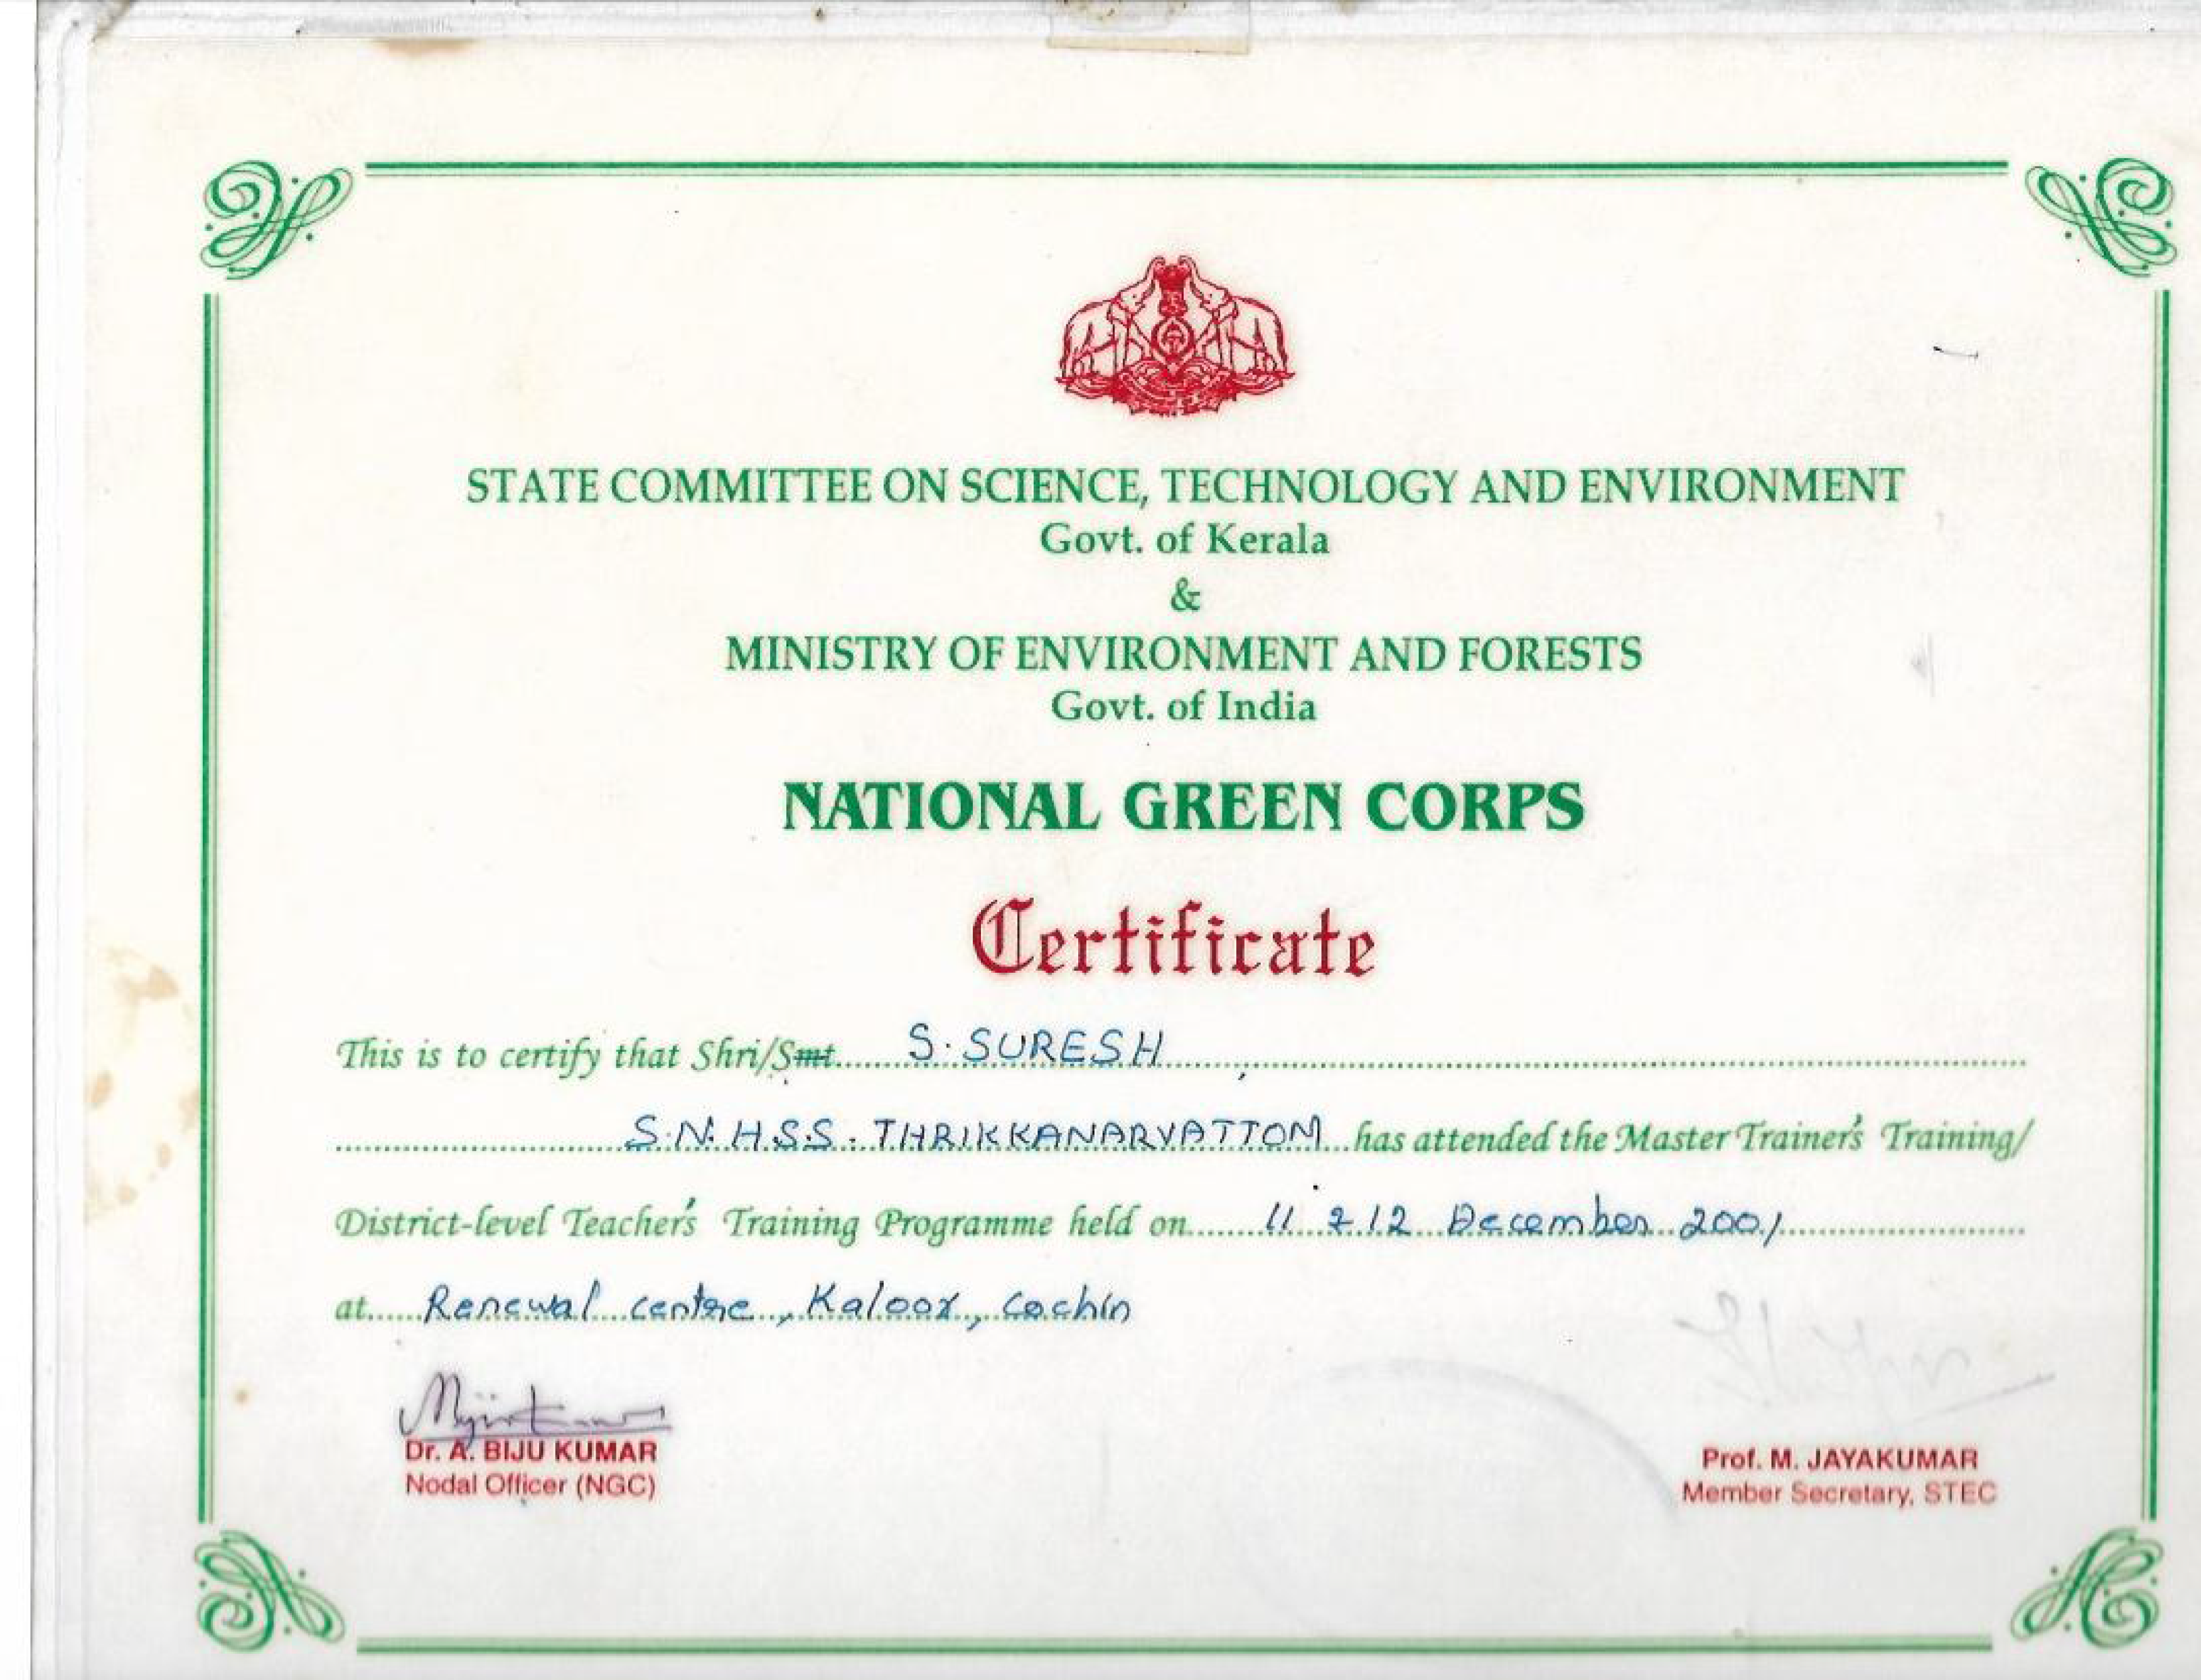 STATE COMMITTEE ON SCIENCE, TECHNOLOGY AND ENVIRONMENT
Govt. of Kerala
&
MINISTRY OF ENVIRONMENT AND FORESTS
Govt. of India
NATIONAL GREEN CORPS
Certificate
This is to certify that Shri/Smt. S. SURESH
S.N.H.S.S. THRIKKANARVATTOM has attended the Master Trainer's Training/
District-level Teacher's Training Programme held on 11 & 12 December 2001
at Renewal centre, Kaloor, Cochin
Dr. A. BIJU KUMAR
Nodal Officer (NGC)
Prof. M. JAYAKUMAR
Member Secretary, STEC